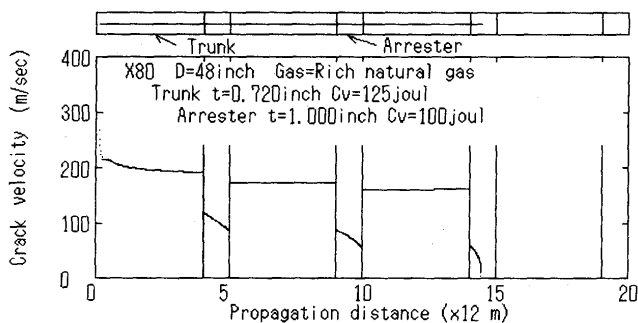 Trunk Arrester
X80 D=48inch Gas=Rich natural gas
Trunk t=0.720inch Cv=125joul
Arrester t=1.000inch Cv=100joul
Crack velocity (m/sec)
400
300
200
100
0
0 5 10 15 20
Propagation distance (x12 m)